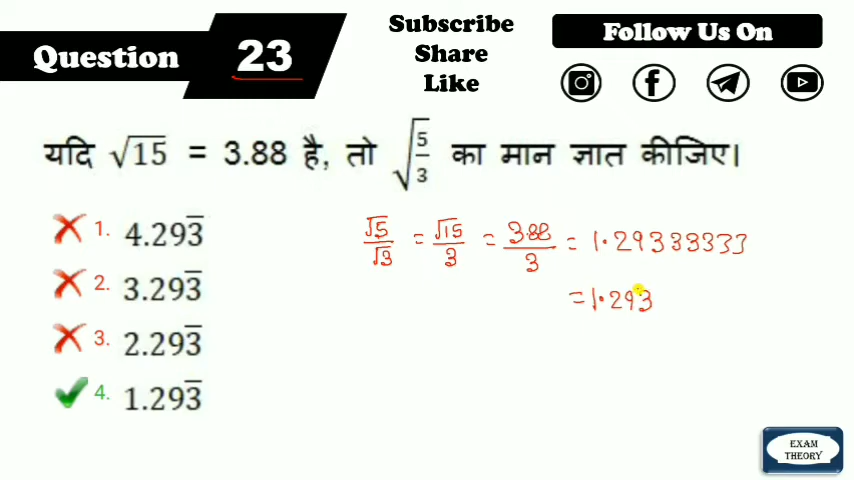 Question 23
Subscribe
Share
Like
Follow Us On
यदि √15 = 3.88 है, तो √(5/3) का मान ज्ञात कीजिए।
1. 4.293̅
2. 3.293̅
3. 2.293̅
4. 1.293̅
√5/√3 = √15/3 = 3.88/3 = 1.29333333
= 1.293
EXAM
THEORY